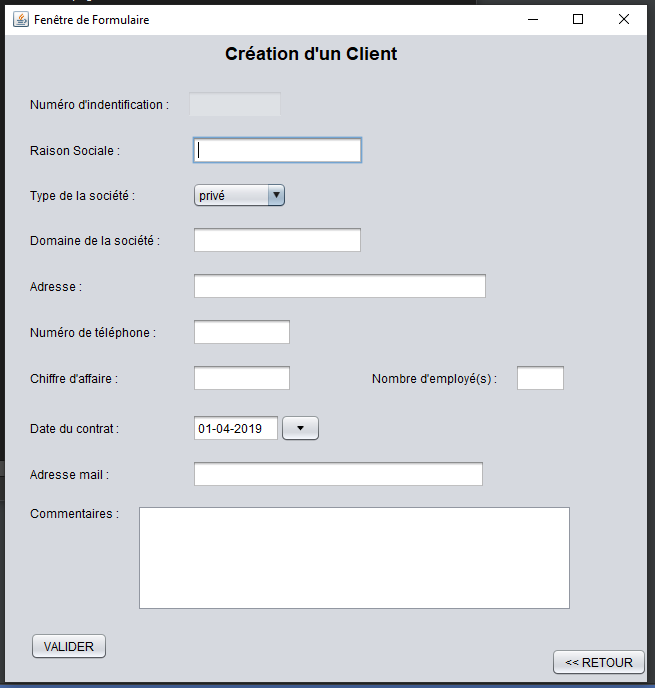 Fenêtre de Formulaire
Création d'un Client
Numéro d'indentification :
Raison Sociale :
Type de la société : privé
Domaine de la société :
Adresse :
Numéro de téléphone :
Chiffre d'affaire : Nombre d'employé(s) :
Date du contrat : 01-04-2019
Adresse mail :
Commentaires :
VALIDER
<< RETOUR